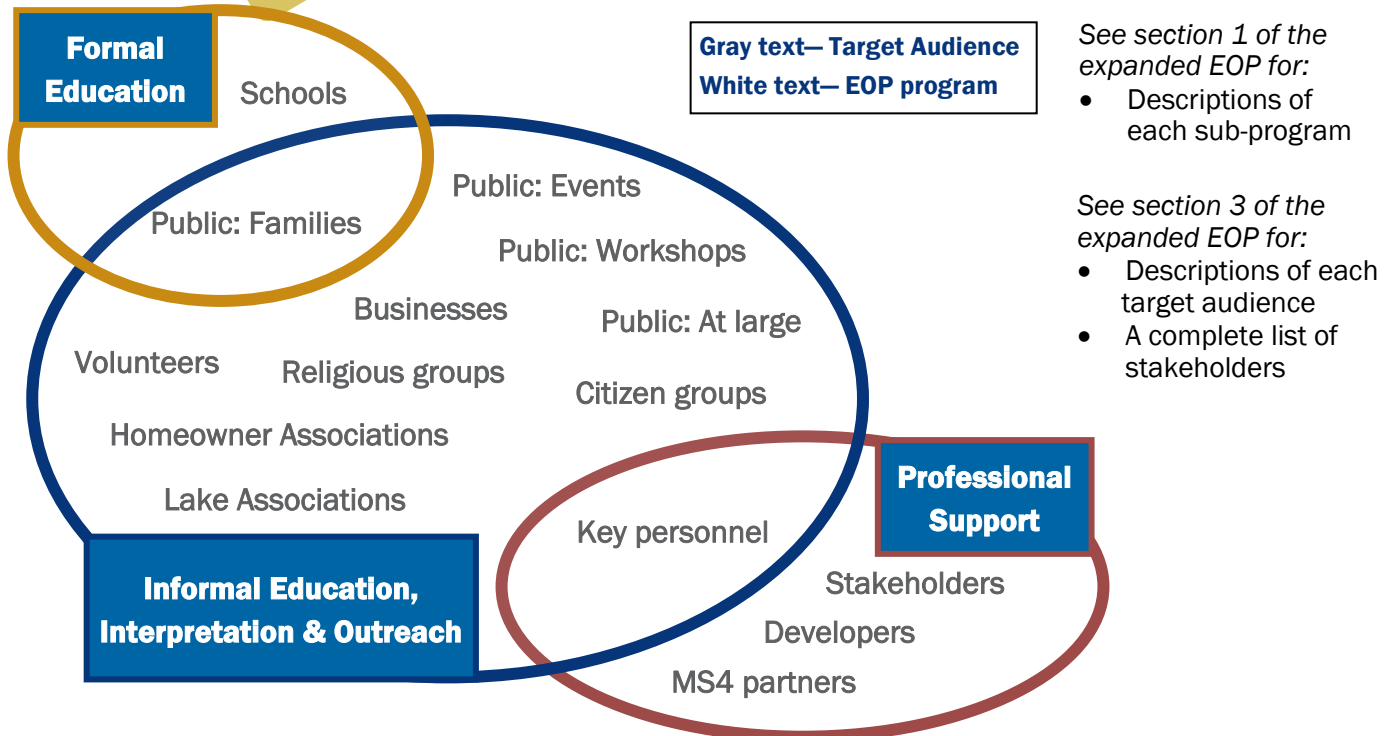 Formal
Education
Schools
Gray text— Target Audience
White text— EOP program
See section 1 of the
expanded EOP for:
• Descriptions of
each sub-program
See section 3 of the
expanded EOP for:
• Descriptions of each
target audience
• A complete list of
stakeholders
Public: Events
Public: Families
Public: Workshops
Businesses
Public: At large
Volunteers
Religious groups
Citizen groups
Homeowner Associations
Lake Associations
Key personnel
Professional
Support
Stakeholders
Developers
MS4 partners
Informal Education,
Interpretation & Outreach